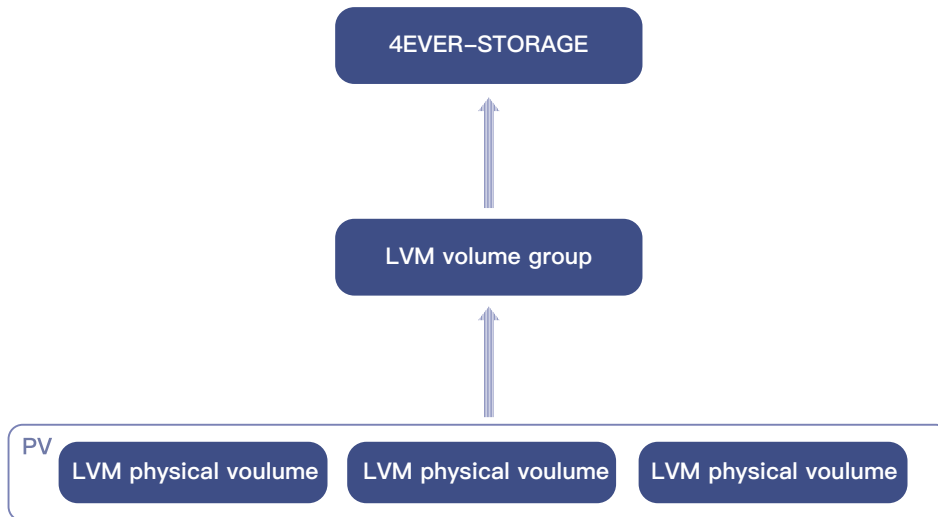 4EVER-STORAGE
LVM volume group
PV
LVM physical voulume
LVM physical voulume
LVM physical voulume